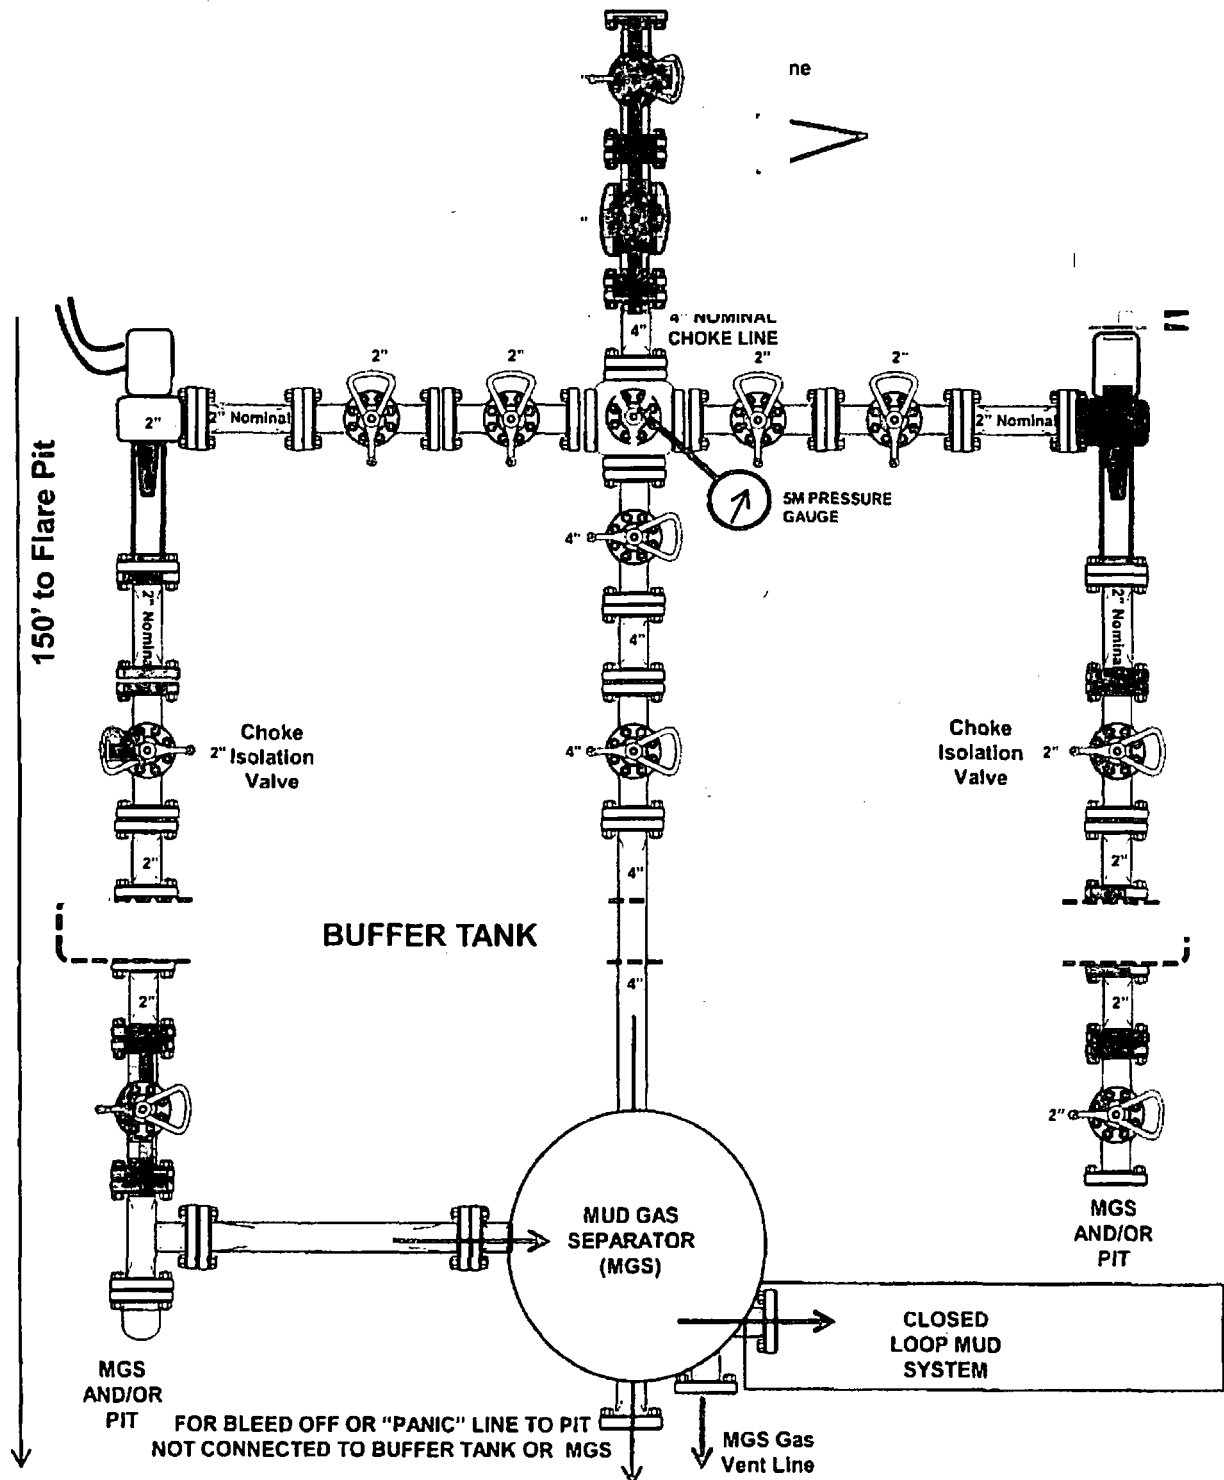 ne
4" NOMINAL
CHOKE LINE
4"
2"
2"
2"
2"
2"
2" Nominal
2" Nominal
5M PRESSURE
GAUGE
4"
150' to Flare Pit
2" Nominal
4"
2" Nominal
Choke
2" Isolation
Valve
4"
Choke
Isolation
Valve
2"
2"
4"
2"
BUFFER TANK
2"
4"
2"
2"
MUD GAS
SEPARATOR
(MGS)
MGS
AND/OR
PIT
CLOSED
LOOP MUD
SYSTEM
MGS
AND/OR
PIT
FOR BLEED OFF OR "PANIC" LINE TO PIT
NOT CONNECTED TO BUFFER TANK OR MGS
MGS Gas
Vent Line